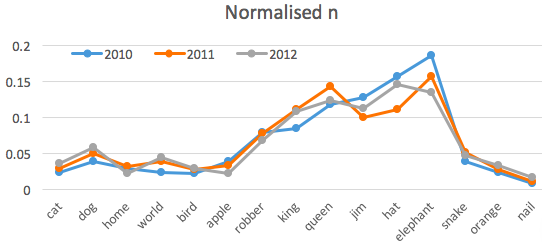 Normalised n
2010 2011 2012
0.2
0.15
0.1
0.05
0
cat dog home world bird apple robber king queen jim hat elephant snake orange nail